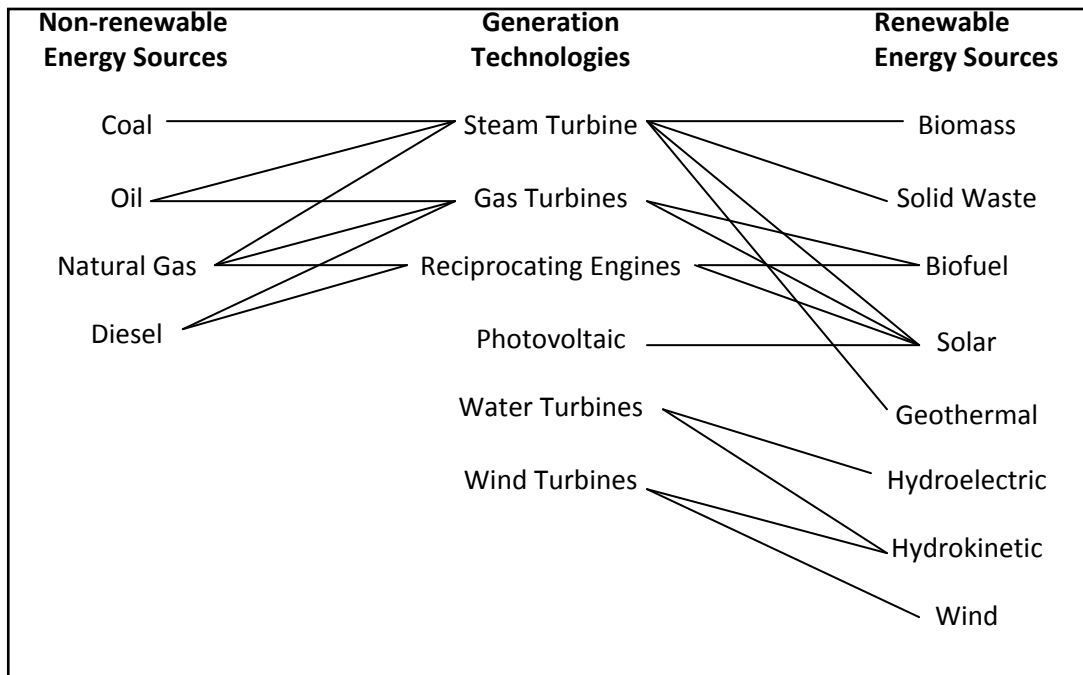 Non-renewable
Energy Sources
Generation
Technologies
Renewable
Energy Sources
Coal
Steam Turbine
Biomass
Oil
Gas Turbines
Solid Waste
Natural Gas
Reciprocating Engines
Biofuel
Diesel
Photovoltaic
Solar
Water Turbines
Geothermal
Wind Turbines
Hydroelectric
Hydrokinetic
Wind